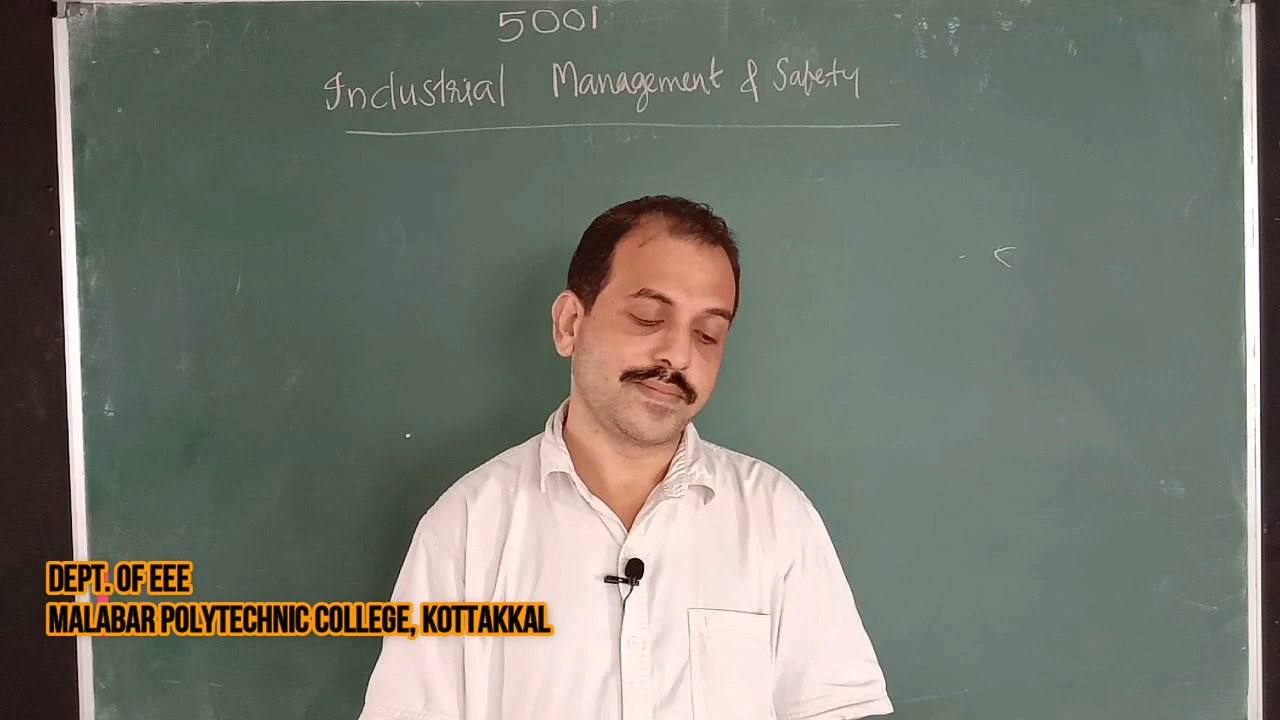 5001
Industrial Management & Safety
DEPT. OF EEE
MALABAR POLYTECHNIC COLLEGE, KOTTAKKAL